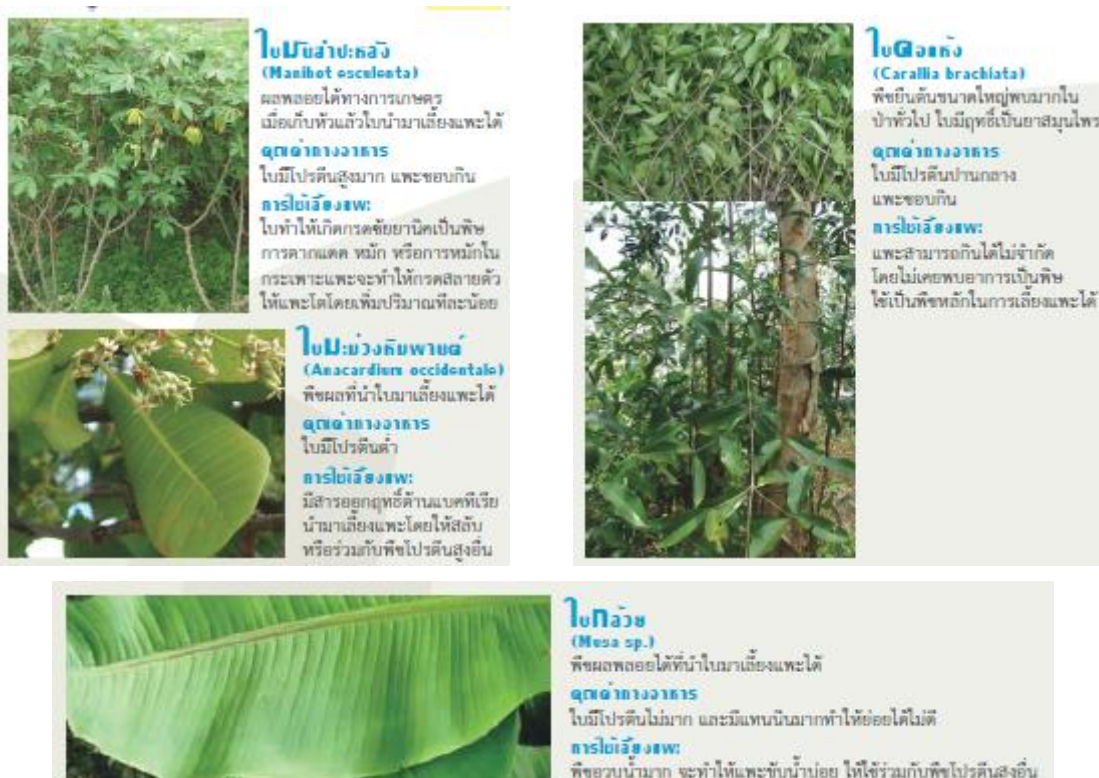 ใบมันสำปะหลัง
(Manihot esculenta)
ผลพลอยได้ทางการเกษตร
เมื่อเก็บหัวแล้วใบนำมาเลี้ยงแพะได้
คุณค่าทางอาหาร
ใบมีโปรตีนสูงมาก แพะชอบกิน
การใช้เลี้ยงแพะ
ใบทำให้เกิดกรดซัยยานิคเป็นพิษ
การตากแดด หมัก หรือการหมักใน
กระเพาะแพะจะทำให้กรดสลายตัว
ให้แพะโตโดยเพิ่มปริมาณทีละน้อย
ใบมะม่วงหิมพานต์
(Anacardium occidentale)
พืชผลที่นำใบมาเลี้ยงแพะได้
คุณค่าทางอาหาร
ใบมีโปรตีนต่ำ
การใช้เลี้ยงแพะ
มีสารออกฤทธิ์ต้านแบคทีเรีย
นำมาเลี้ยงแพะโดยให้สลับ
หรือร่วมกับพืชโปรตีนสูงอื่น
ใบคอแห้ง
(Carallia brachiata)
พืชยืนต้นขนาดใหญ่พบมากใน
ป่าทั่วไป ใบมีฤทธิ์เป็นยาสมุนไพร
คุณค่าทางอาหาร
ใบมีโปรตีนปานกลาง
แพะชอบกิน
การใช้เลี้ยงแพะ
แพะสามารถกินได้ไม่จำกัด
โดยไม่เคยพบอาการเป็นพิษ
ใช้เป็นพืชหลักในการเลี้ยงแพะได้
ใบกล้วย
(Musa sp.)
พืชผลพลอยได้ที่นำใบมาเลี้ยงแพะได้
คุณค่าทางอาหาร
ใบมีโปรตีนไม่มาก และมีแทนนินมากทำให้ย่อยได้ไม่ดี
การใช้เลี้ยงแพะ
พืชอวบน้ำมาก จะทำให้แพะขับน้ำบ่อย ให้ใช้ร่วมกับพืชโปรตีนสูงอื่น